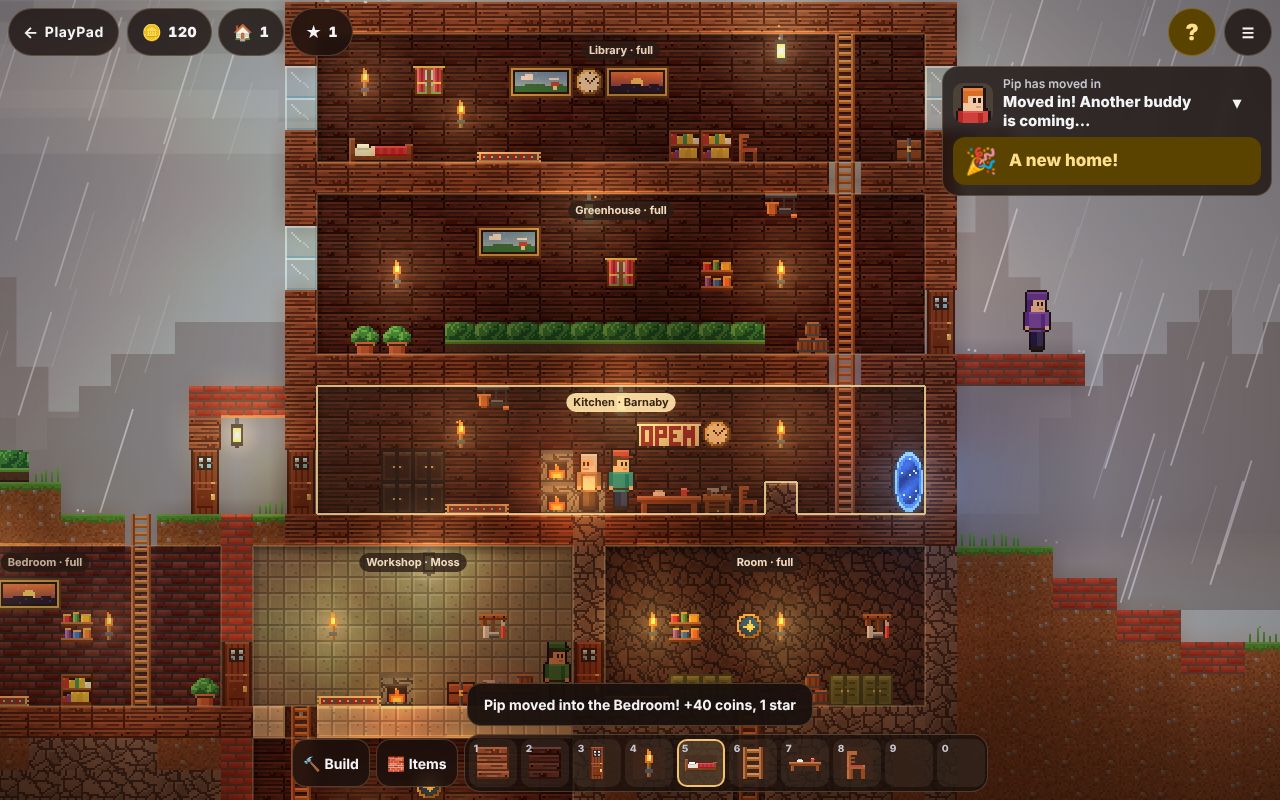 ← PlayPad
120
1
★ 1
?
Library · full
Pip has moved in
Moved in! Another buddy
is coming...
A new home!
Greenhouse · full
Kitchen · Barnaby
OPEN
Bedroom · full
Workshop · Moss
Room · full
Pip moved into the Bedroom! +40 coins, 1 star
Build
Items
1
2
3
4
5
6
7
8
9
0